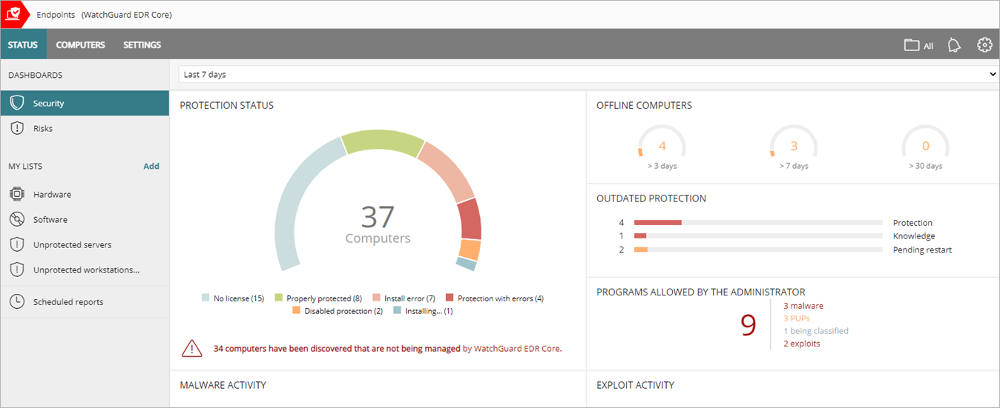 Endpoints (WatchGuard EDR Core)
STATUS COMPUTERS SETTINGS All
DASHBOARDS
Security
Risks
MY LISTS Add
Hardware
Software
Unprotected servers
Unprotected workstations...
Scheduled reports
Last 7 days
PROTECTION STATUS
37
Computers
No license (15) Properly protected (8) Install error (7) Protection with errors (4)
Disabled protection (2) Installing... (1)
34 computers have been discovered that are not being managed by WatchGuard EDR Core.
OFFLINE COMPUTERS
4 3 0
> 3 days > 7 days > 30 days
OUTDATED PROTECTION
4 Protection
1 Knowledge
2 Pending restart
PROGRAMS ALLOWED BY THE ADMINISTRATOR
9
3 malware
3 PUPs
1 being classified
2 exploits
MALWARE ACTIVITY
EXPLOIT ACTIVITY